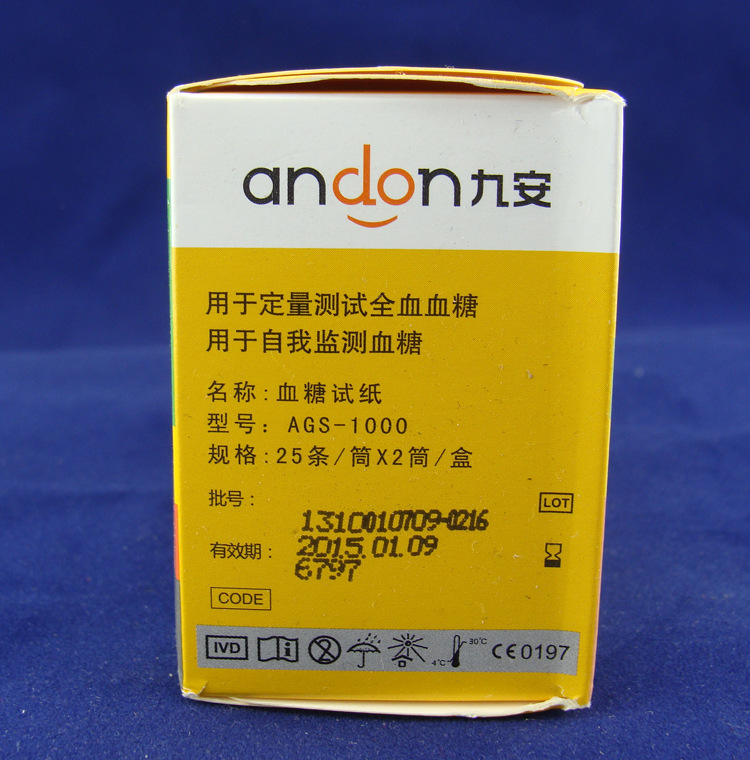 andon九安
用于定量测试全血血糖
用于自我监测血糖
名称:血糖试纸
型号: AGS-1000
规格:25条/筒X2筒/盒
批号:
1310010709-0216
LOT
有效期:
2015.01.09
6797
CODE
IVD i 2 4℃ 30℃ CE0197